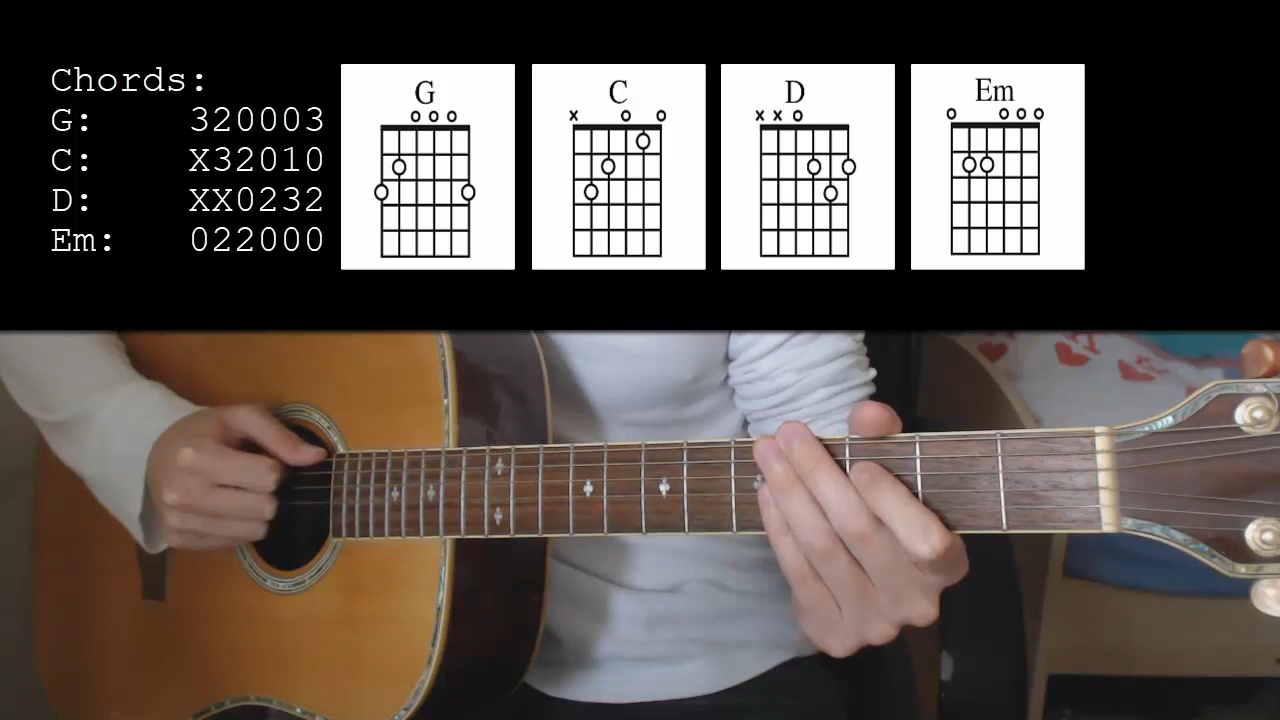 Chords:
G: 320003
C: X32010
D: XX0232
Em: 022000
G
C
D
Em